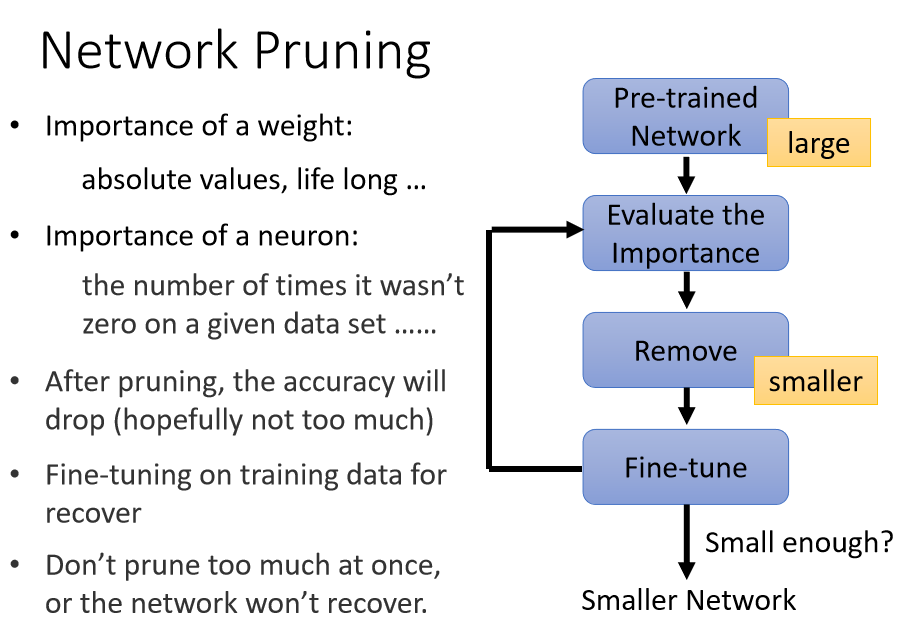 Network Pruning
• Importance of a weight:
absolute values, life long …
• Importance of a neuron:
the number of times it wasn’t
zero on a given data set ……
• After pruning, the accuracy will
drop (hopefully not too much)
• Fine-tuning on training data for
recover
• Don’t prune too much at once,
or the network won’t recover.
Pre-trained
Network
large
Evaluate the
Importance
Remove
smaller
Fine-tune
Small enough?
Smaller Network